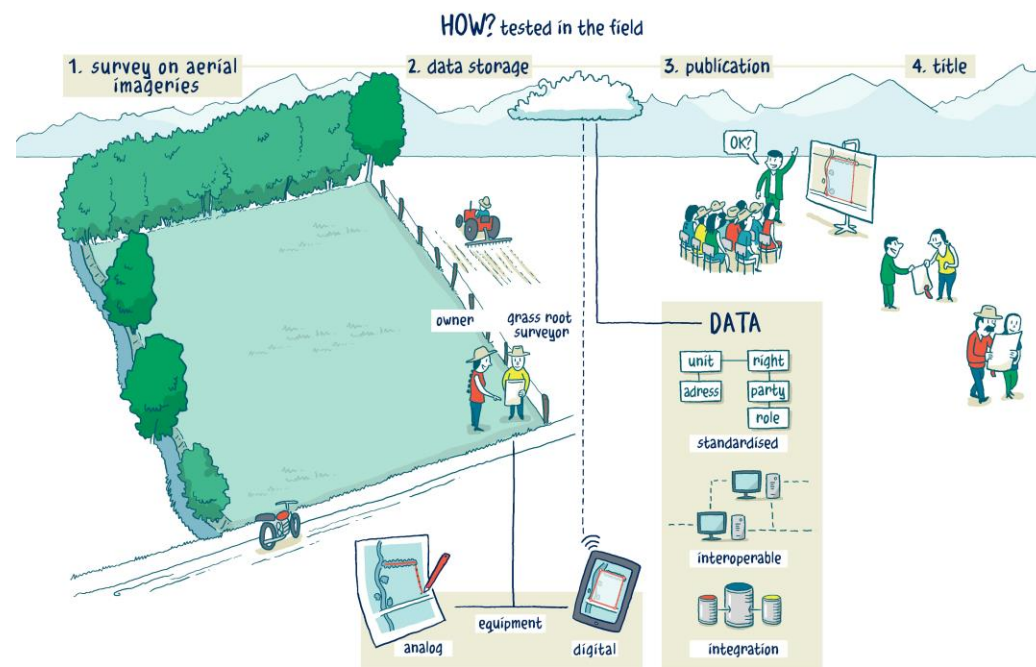 HOW? tested in the field
1. survey on aerial
imageries
2. data storage
3. publication
4. title
OK?
owner
grass root
surveyor
DATA
unit
right
adress
party
role
standardised
interoperable
integration
equipment
analog
digital